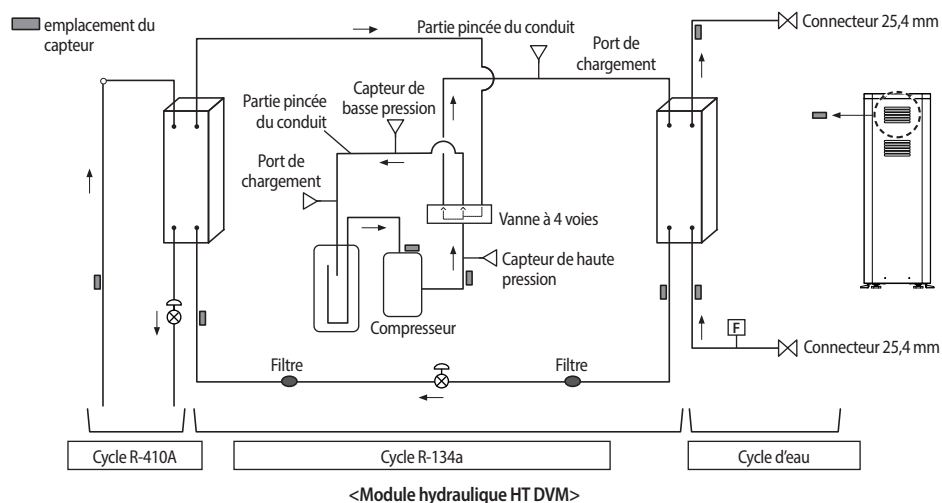 emplacement du
capteur
Partie pincée du conduit
Port de
chargement
Connecteur 25,4 mm
Capteur de
basse pression
Partie pincée
du conduit
Port de
chargement
Vanne à 4 voies
Capteur de haute
pression
Compresseur
F
Connecteur 25,4 mm
Filtre
Filtre
Cycle R-410A
Cycle R-134a
Cycle d'eau
<Module hydraulique HT DVM>